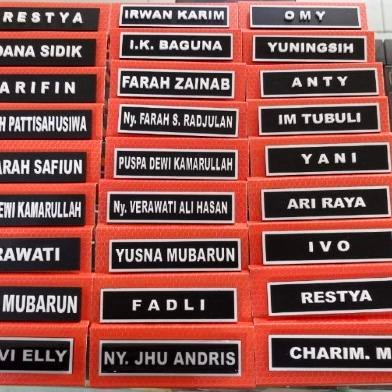 RESTYA
IRWAN KARIM
OMY
DANA SIDIK
I.K. BAGUNA
YUNINGSIH
ARIFIN
FARAH ZAINAB
ANTY
H PATTISAHUSIWA
Ny. FARAH S. RADJULAN
IM TUBULI
ARAH SAFIUN
PUSPA DEWI KAMARULLAH
YANI
DEWI KAMARULLAH
Ny. VERAWATI ALI HASAN
ARI RAYA
RAWATI
YUSNA MUBARUN
IVO
MUBARUN
FADLI
RESTYA
VI ELLY
NY. JHU ANDRIS
CHARIM. M